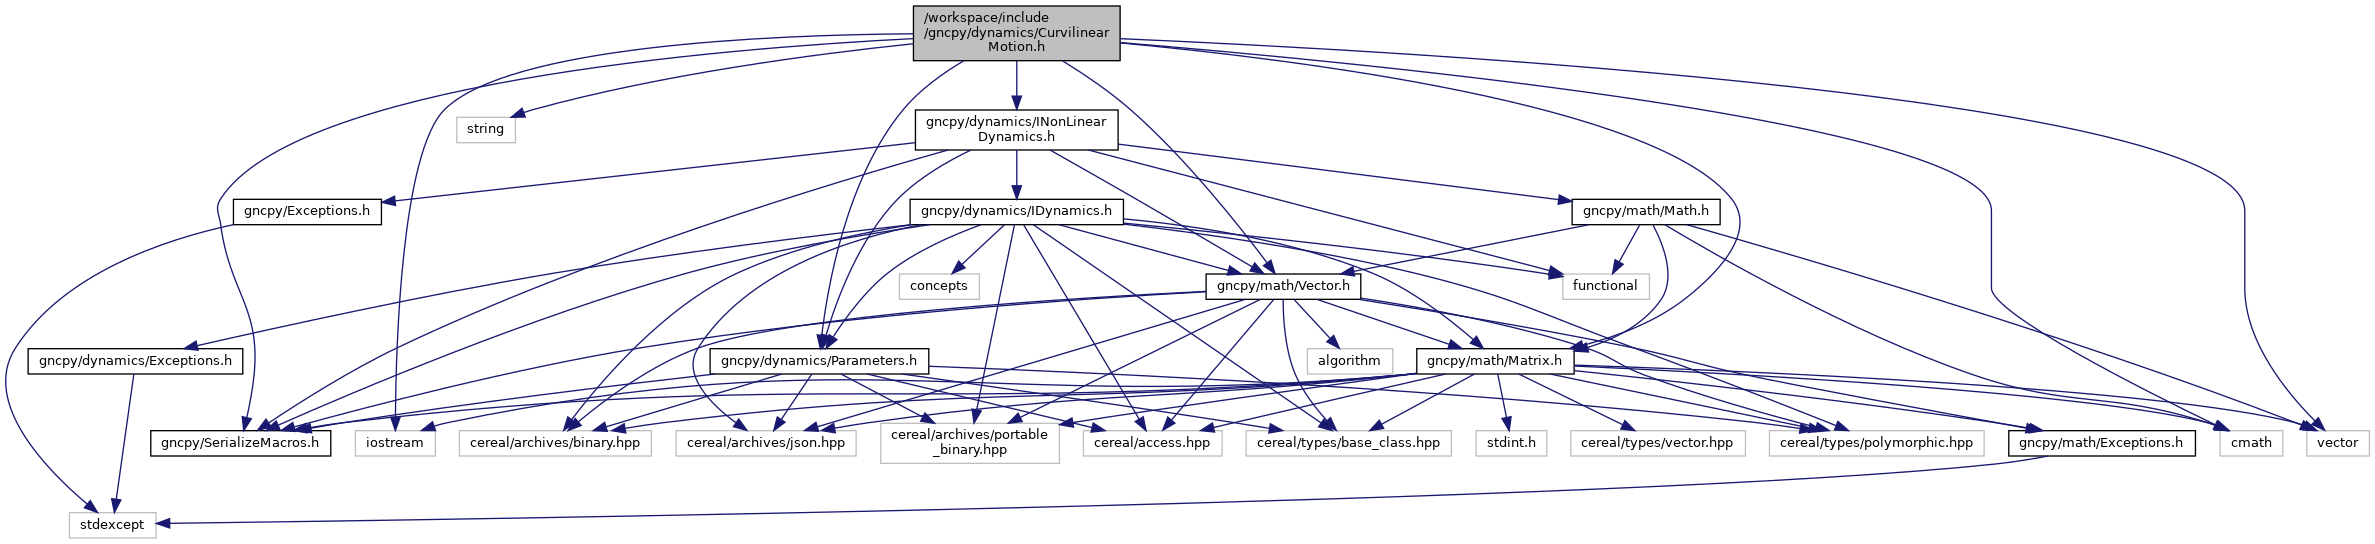 /workspace/include
/gncpy/dynamics/Curvilinear
Motion.h
string
gncpy/dynamics/INonLinear
Dynamics.h
gncpy/Exceptions.h
gncpy/dynamics/IDynamics.h
gncpy/math/Math.h
concepts
gncpy/math/Vector.h
functional
gncpy/dynamics/Exceptions.h
gncpy/dynamics/Parameters.h
algorithm
gncpy/math/Matrix.h
gncpy/SerializeMacros.h
iostream
cereal/archives/binary.hpp
cereal/archives/json.hpp
cereal/archives/portable
_binary.hpp
cereal/access.hpp
cereal/types/base_class.hpp
stdint.h
cereal/types/vector.hpp
cereal/types/polymorphic.hpp
gncpy/math/Exceptions.h
cmath
vector
stdexcept